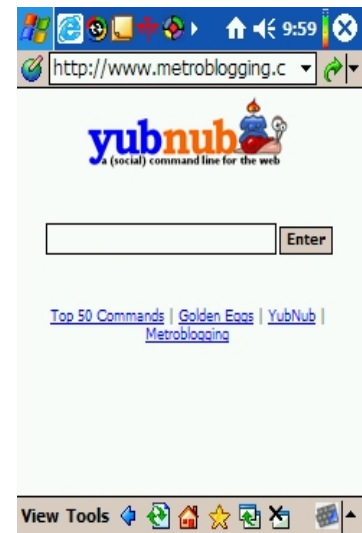 9:59
http://www.metroblogging.c
yubnub
a (social) command line for the web
Enter
Top 50 Commands | Golden Eggs | YubNub |
Metroblogging
View Tools